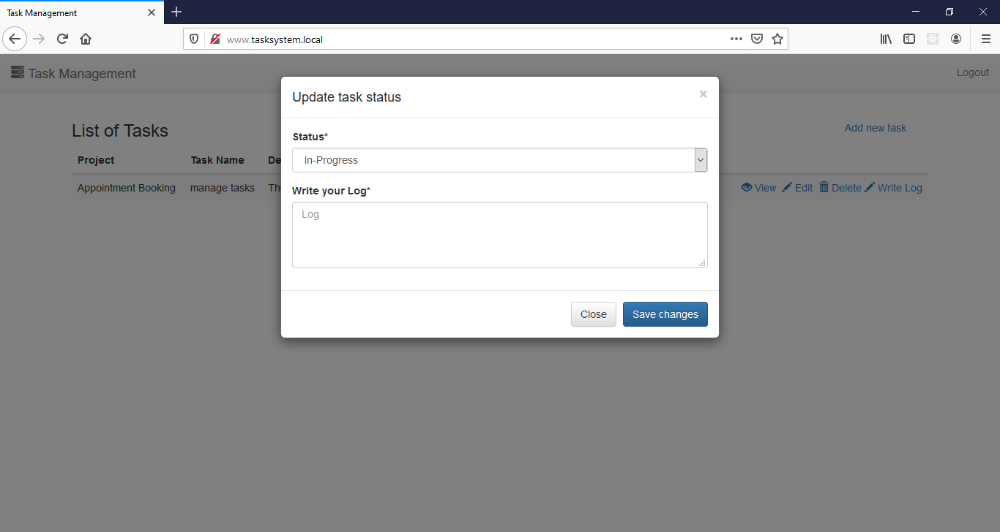 Task Management
www.tasksystem.local
Task Management
Logout
Update task status
×
List of Tasks
Add new task
Status*
In-Progress
Project Task Name De
Write your Log*
Appointment Booking manage tasks Th View Edit Delete Write Log
Log
Close Save changes